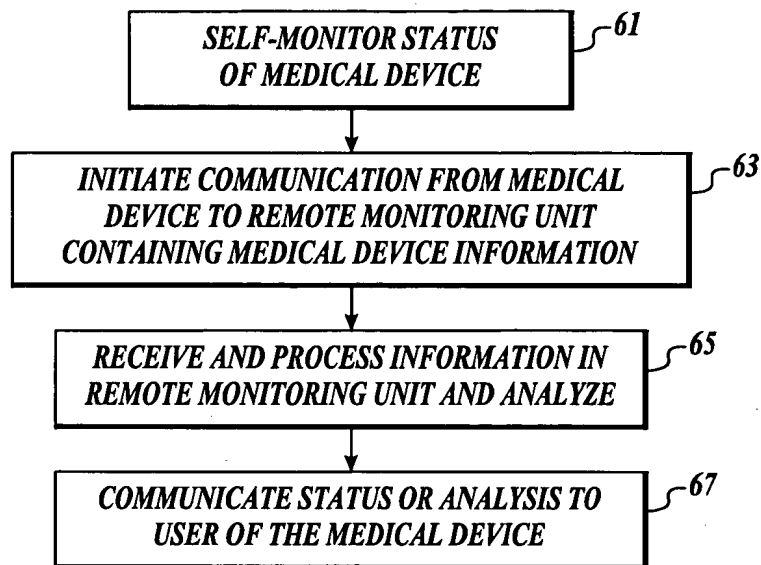 SELF-MONITOR STATUS
OF MEDICAL DEVICE
61
INITIATE COMMUNICATION FROM MEDICAL
DEVICE TO REMOTE MONITORING UNIT
CONTAINING MEDICAL DEVICE INFORMATION
63
RECEIVE AND PROCESS INFORMATION IN
REMOTE MONITORING UNIT AND ANALYZE
65
COMMUNICATE STATUS OR ANALYSIS TO
USER OF THE MEDICAL DEVICE
67